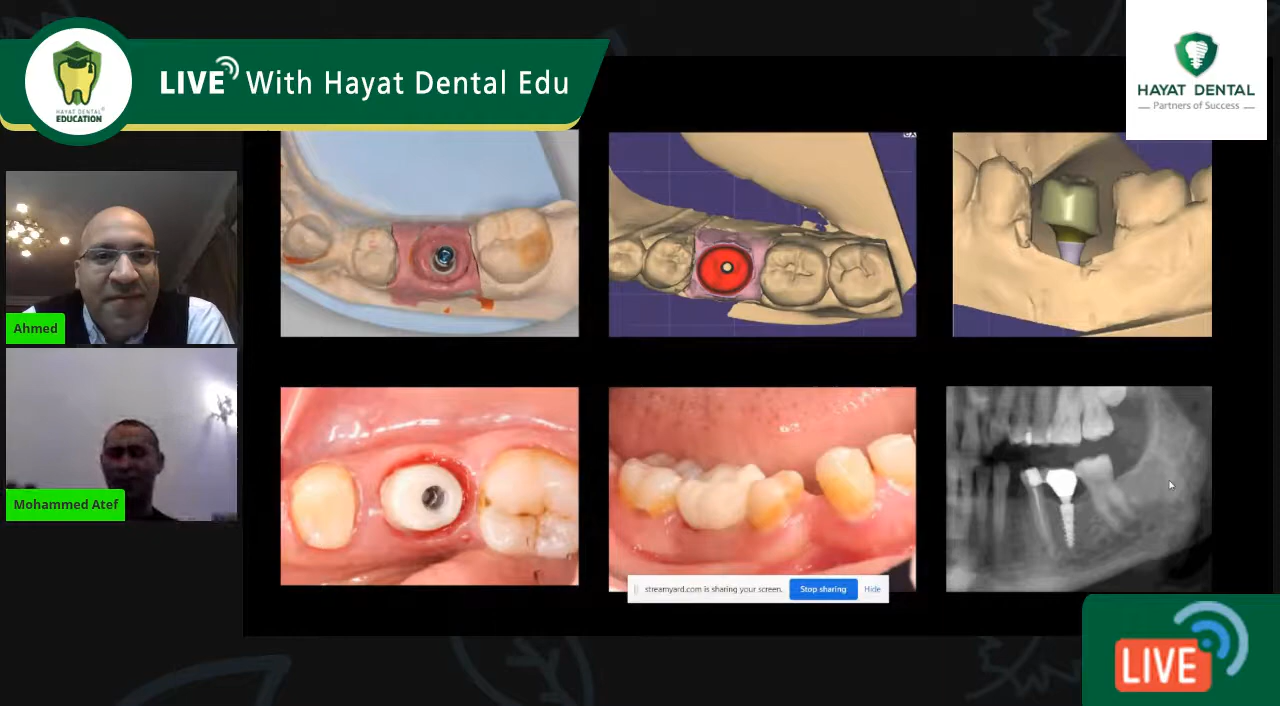 LIVE With Hayat Dental Edu
HAYAT DENTAL
EDUCATION
HAYAT DENTAL
Partners of Success
Ahmed
Mohammed Atef
streamyard.com is sharing your screen. Stop sharing Hide
LIVE